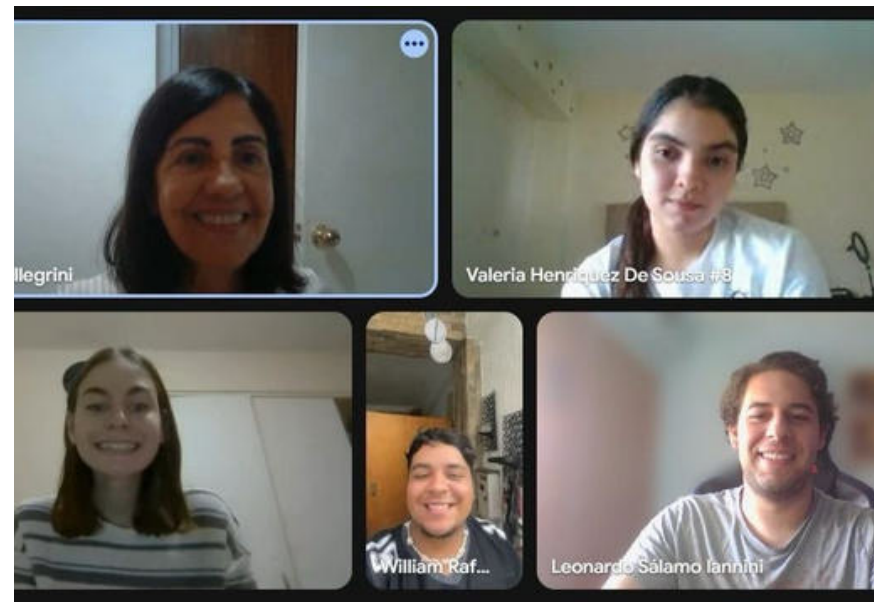 llegrini
Valeria Henriquez De Sousa #8
William Raf...
Leonardo Sálamo Iannini